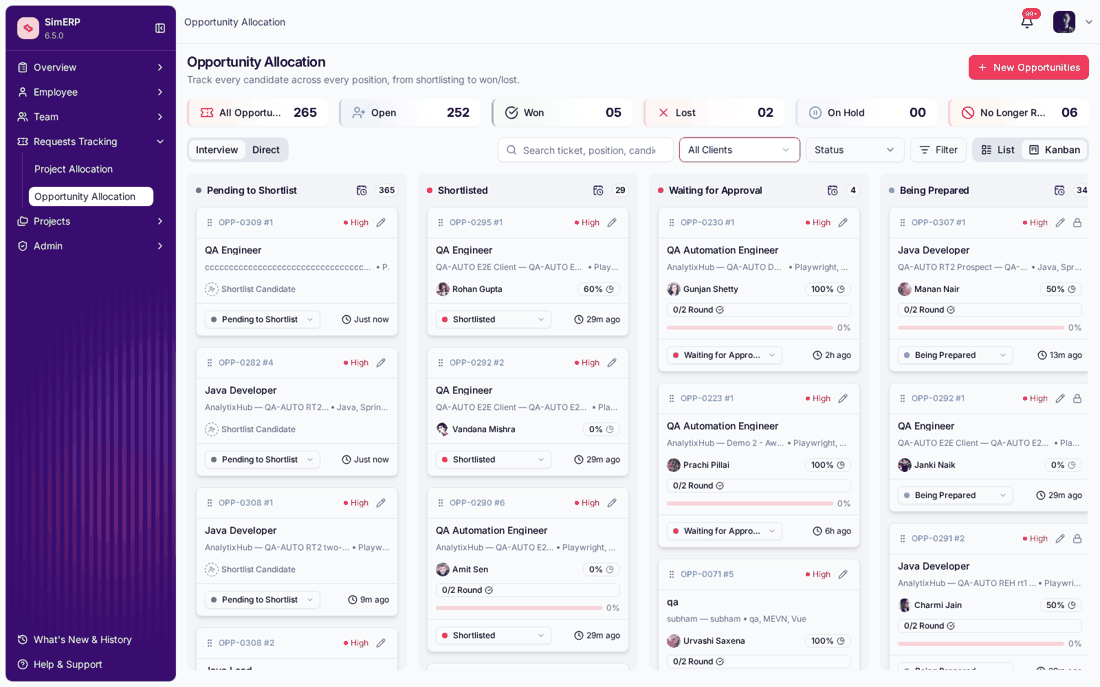 SimERP
6.5.0
Overview
Employee
Team
Requests Tracking
Project Allocation
Opportunity Allocation
Projects
Admin
What's New & History
Help & Support
Opportunity Allocation
99+
Opportunity Allocation
Track every candidate across every position, from shortlisting to won/lost.
+ New Opportunities
All Opportu... 265
Open 252
Won 05
Lost 02
On Hold 00
No Longer R... 06
Interview Direct
Search ticket, position, candi
All Clients
Status
Filter
List Kanban
Pending to Shortlist 365
OPP-0309 #1 High
QA Engineer
cccccccccccccccccccccccccccccccccc... • P.
Shortlist Candidate
Pending to Shortlist Just now
OPP-0282 #4 High
Java Developer
AnalytixHub — QA-AUTO RT2... • Java, Sprin...
Shortlist Candidate
Pending to Shortlist Just now
OPP-0308 #1 High
Java Developer
AnalytixHub — QA-AUTO RT2 two-... • Playw...
Shortlist Candidate
Pending to Shortlist 9m ago
OPP-0308 #2 High
Java Lead
Shortlisted 29
OPP-0295 #1 High
QA Engineer
QA-AUTO E2E Client — QA-AUTO E... • Play...
Rohan Gupta 60%
Shortlisted 29m ago
OPP-0292 #2 High
QA Engineer
QA-AUTO E2E Client — QA-AUTO E2... • Pla...
Vandana Mishra 0%
Shortlisted 29m ago
OPP-0290 #6 High
QA Automation Engineer
AnalytixHub — QA-AUTO E2... • Playwright, ...
Amit Sen 0%
0/2 Round
0%
Shortlisted 29m ago
Waiting for Approval 4
OPP-0230 #1 High
QA Automation Engineer
AnalytixHub — QA-AUTO D... • Playwright, ...
Gunjan Shetty 100%
0/2 Round
0%
Waiting for Appro... 2h ago
OPP-0223 #1 High
QA Automation Engineer
AnalytixHub — Demo 2 - Aw... • Playwright, ...
Prachi Pillai 100%
0/2 Round
0%
Waiting for Appro... 6h ago
OPP-0071 #5 High
qa
subham — subham • qa, MEVN, Vue
Urvashi Saxena 100%
0/2 Round
Being Prepared 34
OPP-0307 #1 High
Java Developer
QA-AUTO RT2 Prospect — QA-... • Java, Spr...
Manan Nair 50%
0/2 Round
0%
Being Prepared 13m ago
OPP-0292 #1 High
QA Engineer
QA-AUTO E2E Client — QA-AUTO E2... • Pla...
Janki Naik 0%
Being Prepared 29m ago
OPP-0291 #2 High
Java Developer
AnalytixHub — QA-AUTO REH rt1 ... • Playwri...
Charmi Jain 50%
0/2 Round
0%